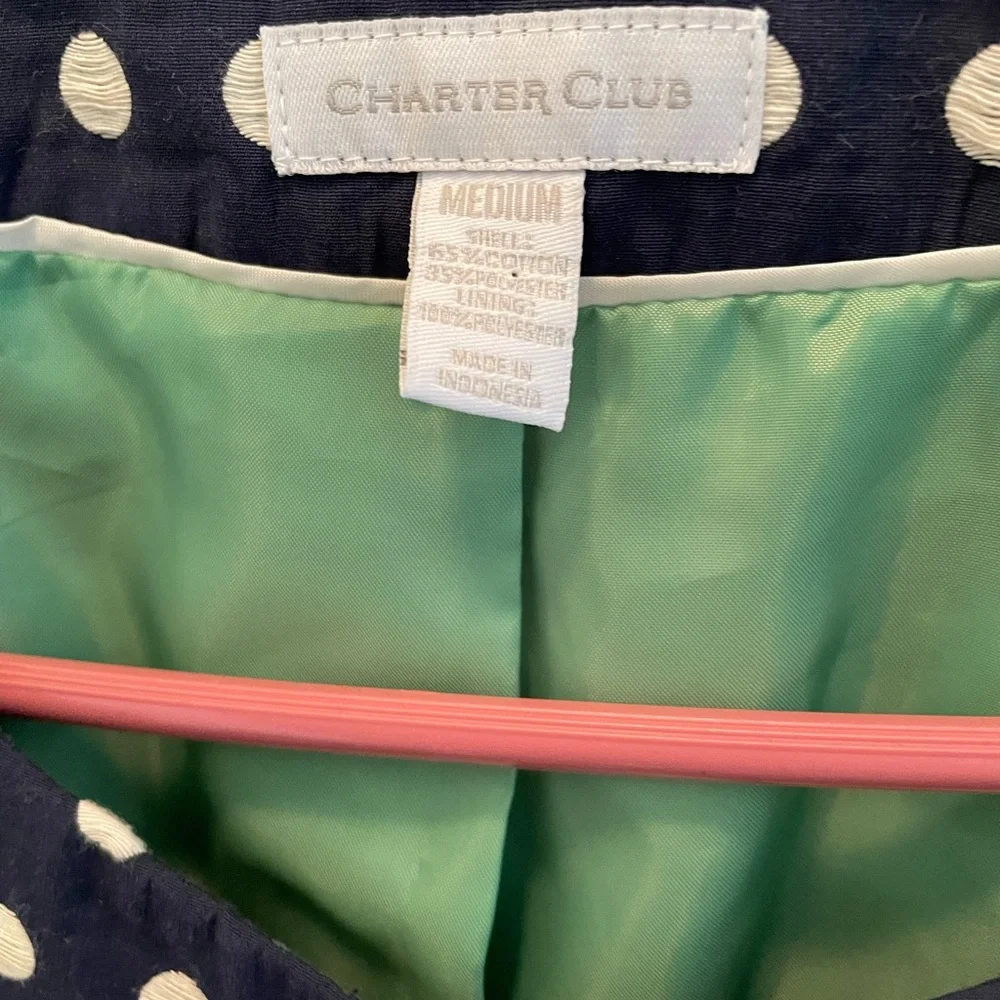 CHARTER CLUB
MEDIUM
SHELL:
65%COTTON
35%POLYESTER
LINING:
100%POLYESTER
MADE IN
INDONESIA